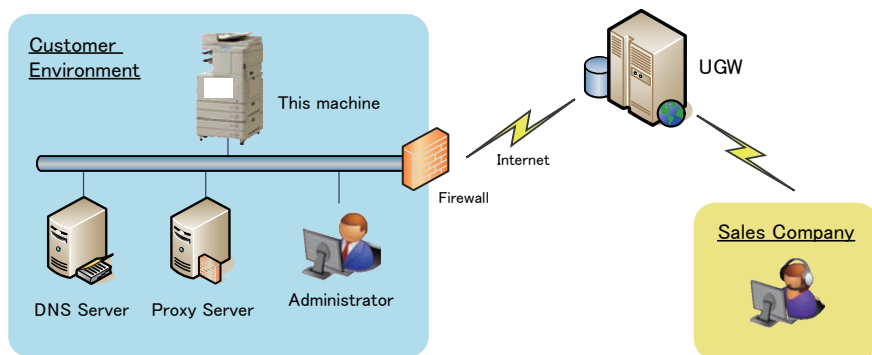 Customer
Environment
This machine
UGW
Internet
Firewall
Sales Company
DNS Server
Proxy Server
Administrator